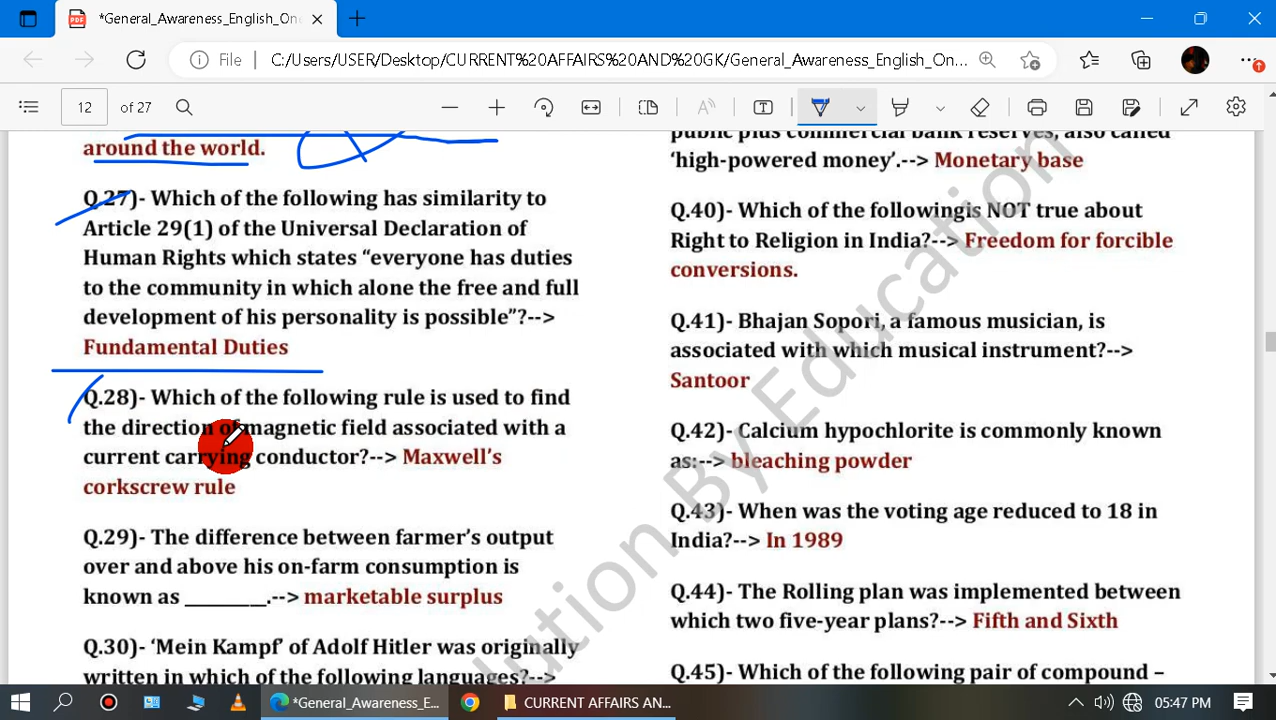 *General_Awareness_English_On
File
C:/Users/USER/Desktop/CURRENT%20AFFAIRS%20AND%20GK/General_Awareness_English_On...
12
of 27
around the world.
Q.27)- Which of the following has similarity to
Article 29(1) of the Universal Declaration of
Human Rights which states “everyone has duties
to the community in which alone the free and full
development of his personality is possible”?-->
Fundamental Duties
Q.28)- Which of the following rule is used to find
the direction of magnetic field associated with a
current carrying conductor?--> Maxwell's
corkscrew rule
Q.29)- The difference between farmer's output
over and above his on-farm consumption is
known as _________.--> marketable surplus
Q.30)- ‘Mein Kampf’ of Adolf Hitler was originally
written in which of the following languages?-->
public plus commercial bank reserves, also called
‘high-powered money’.--> Monetary base
Q.40)- Which of the followingis NOT true about
Right to Religion in India?--> Freedom for forcible
conversions.
Q.41)- Bhajan Sopori, a famous musician, is
associated with which musical instrument?-->
Santoor
Q.42)- Calcium hypochlorite is commonly known
as:--> bleaching powder
Q.43)- When was the voting age reduced to 18 in
India?--> In 1989
Q.44)- The Rolling plan was implemented between
which two five-year plans?--> Fifth and Sixth
Q.45)- Which of the following pair of compound –
lution By Education
*General_Awareness_E...
CURRENT AFFAIRS AN...
05:47 PM